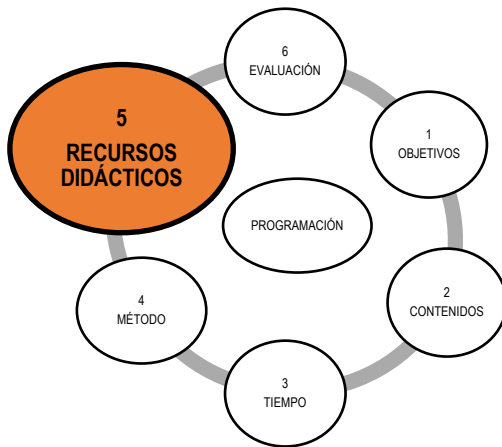 6
EVALUACIÓN
5
RECURSOS
DIDÁCTICOS
1
OBJETIVOS
PROGRAMACIÓN
2
CONTENIDOS
4
MÉTODO
3
TIEMPO